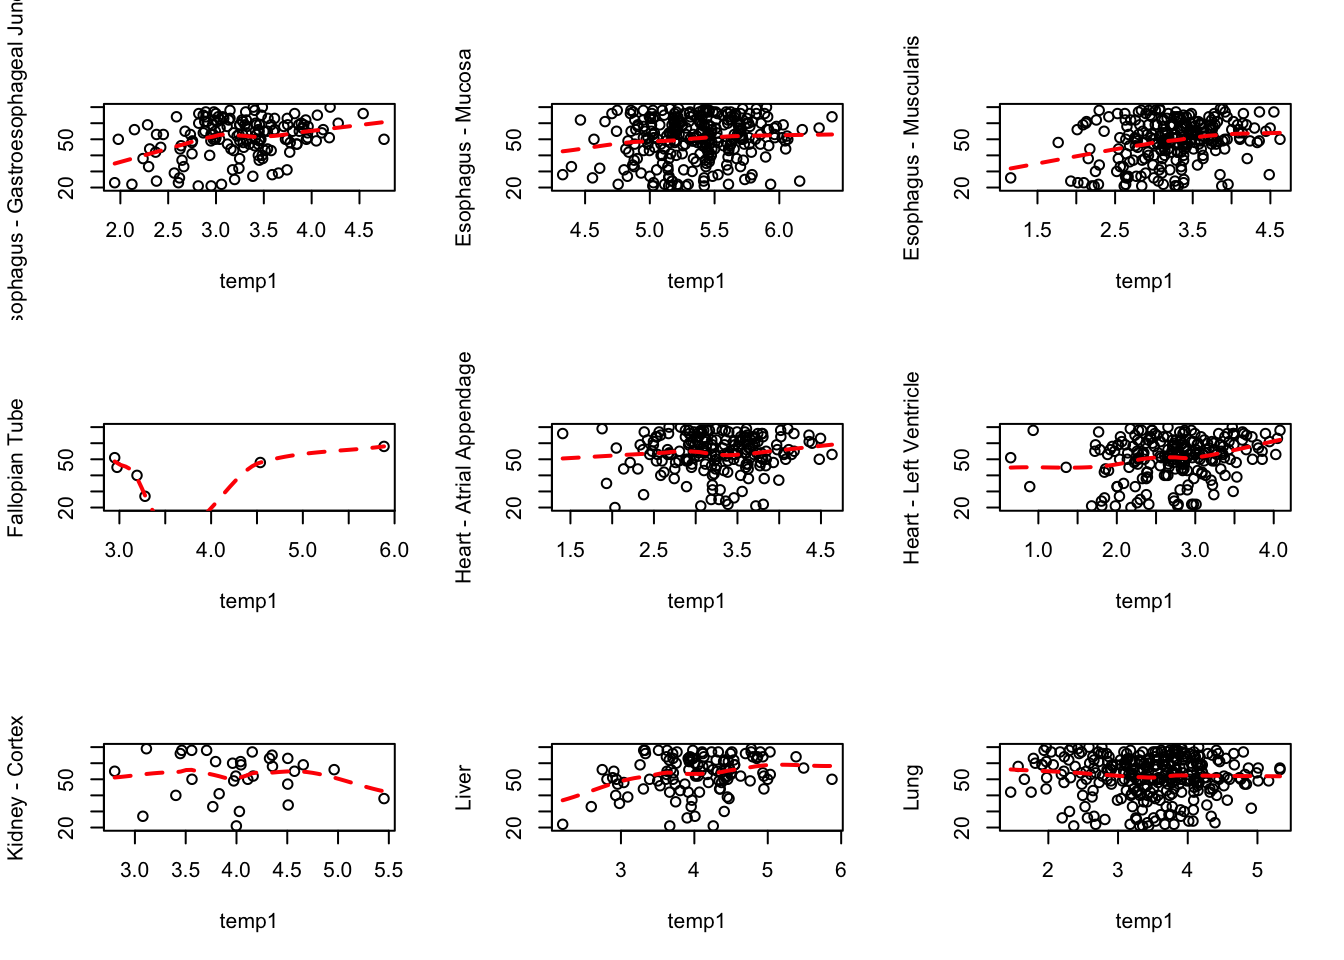 sophagus - Gastroesophageal Junc
50
20
2.0 2.5 3.0 3.5 4.0 4.5
temp1
Esophagus - Mucosa
50
20
4.5 5.0 5.5 6.0
temp1
Esophagus - Muscularis
50
20
1.5 2.5 3.5 4.5
temp1
Fallopian Tube
50
20
3.0 4.0 5.0 6.0
temp1
Heart - Atrial Appendage
50
20
1.5 2.5 3.5 4.5
temp1
Heart - Left Ventricle
50
20
1.0 2.0 3.0 4.0
temp1
Kidney - Cortex
50
20
3.0 3.5 4.0 4.5 5.0 5.5
temp1
Liver
50
20
3 4 5 6
temp1
Lung
50
20
2 3 4 5
temp1